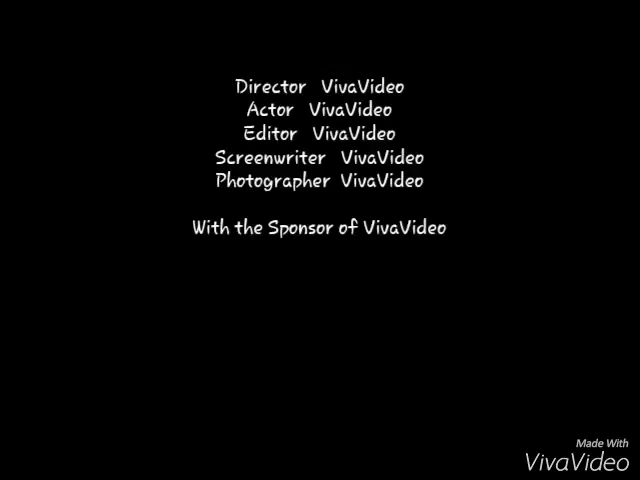 Director VivaVideo
Actor VivaVideo
Editor VivaVideo
Screenwriter VivaVideo
Photographer VivaVideo
With the Sponsor of VivaVideo
Made With
VivaVideo